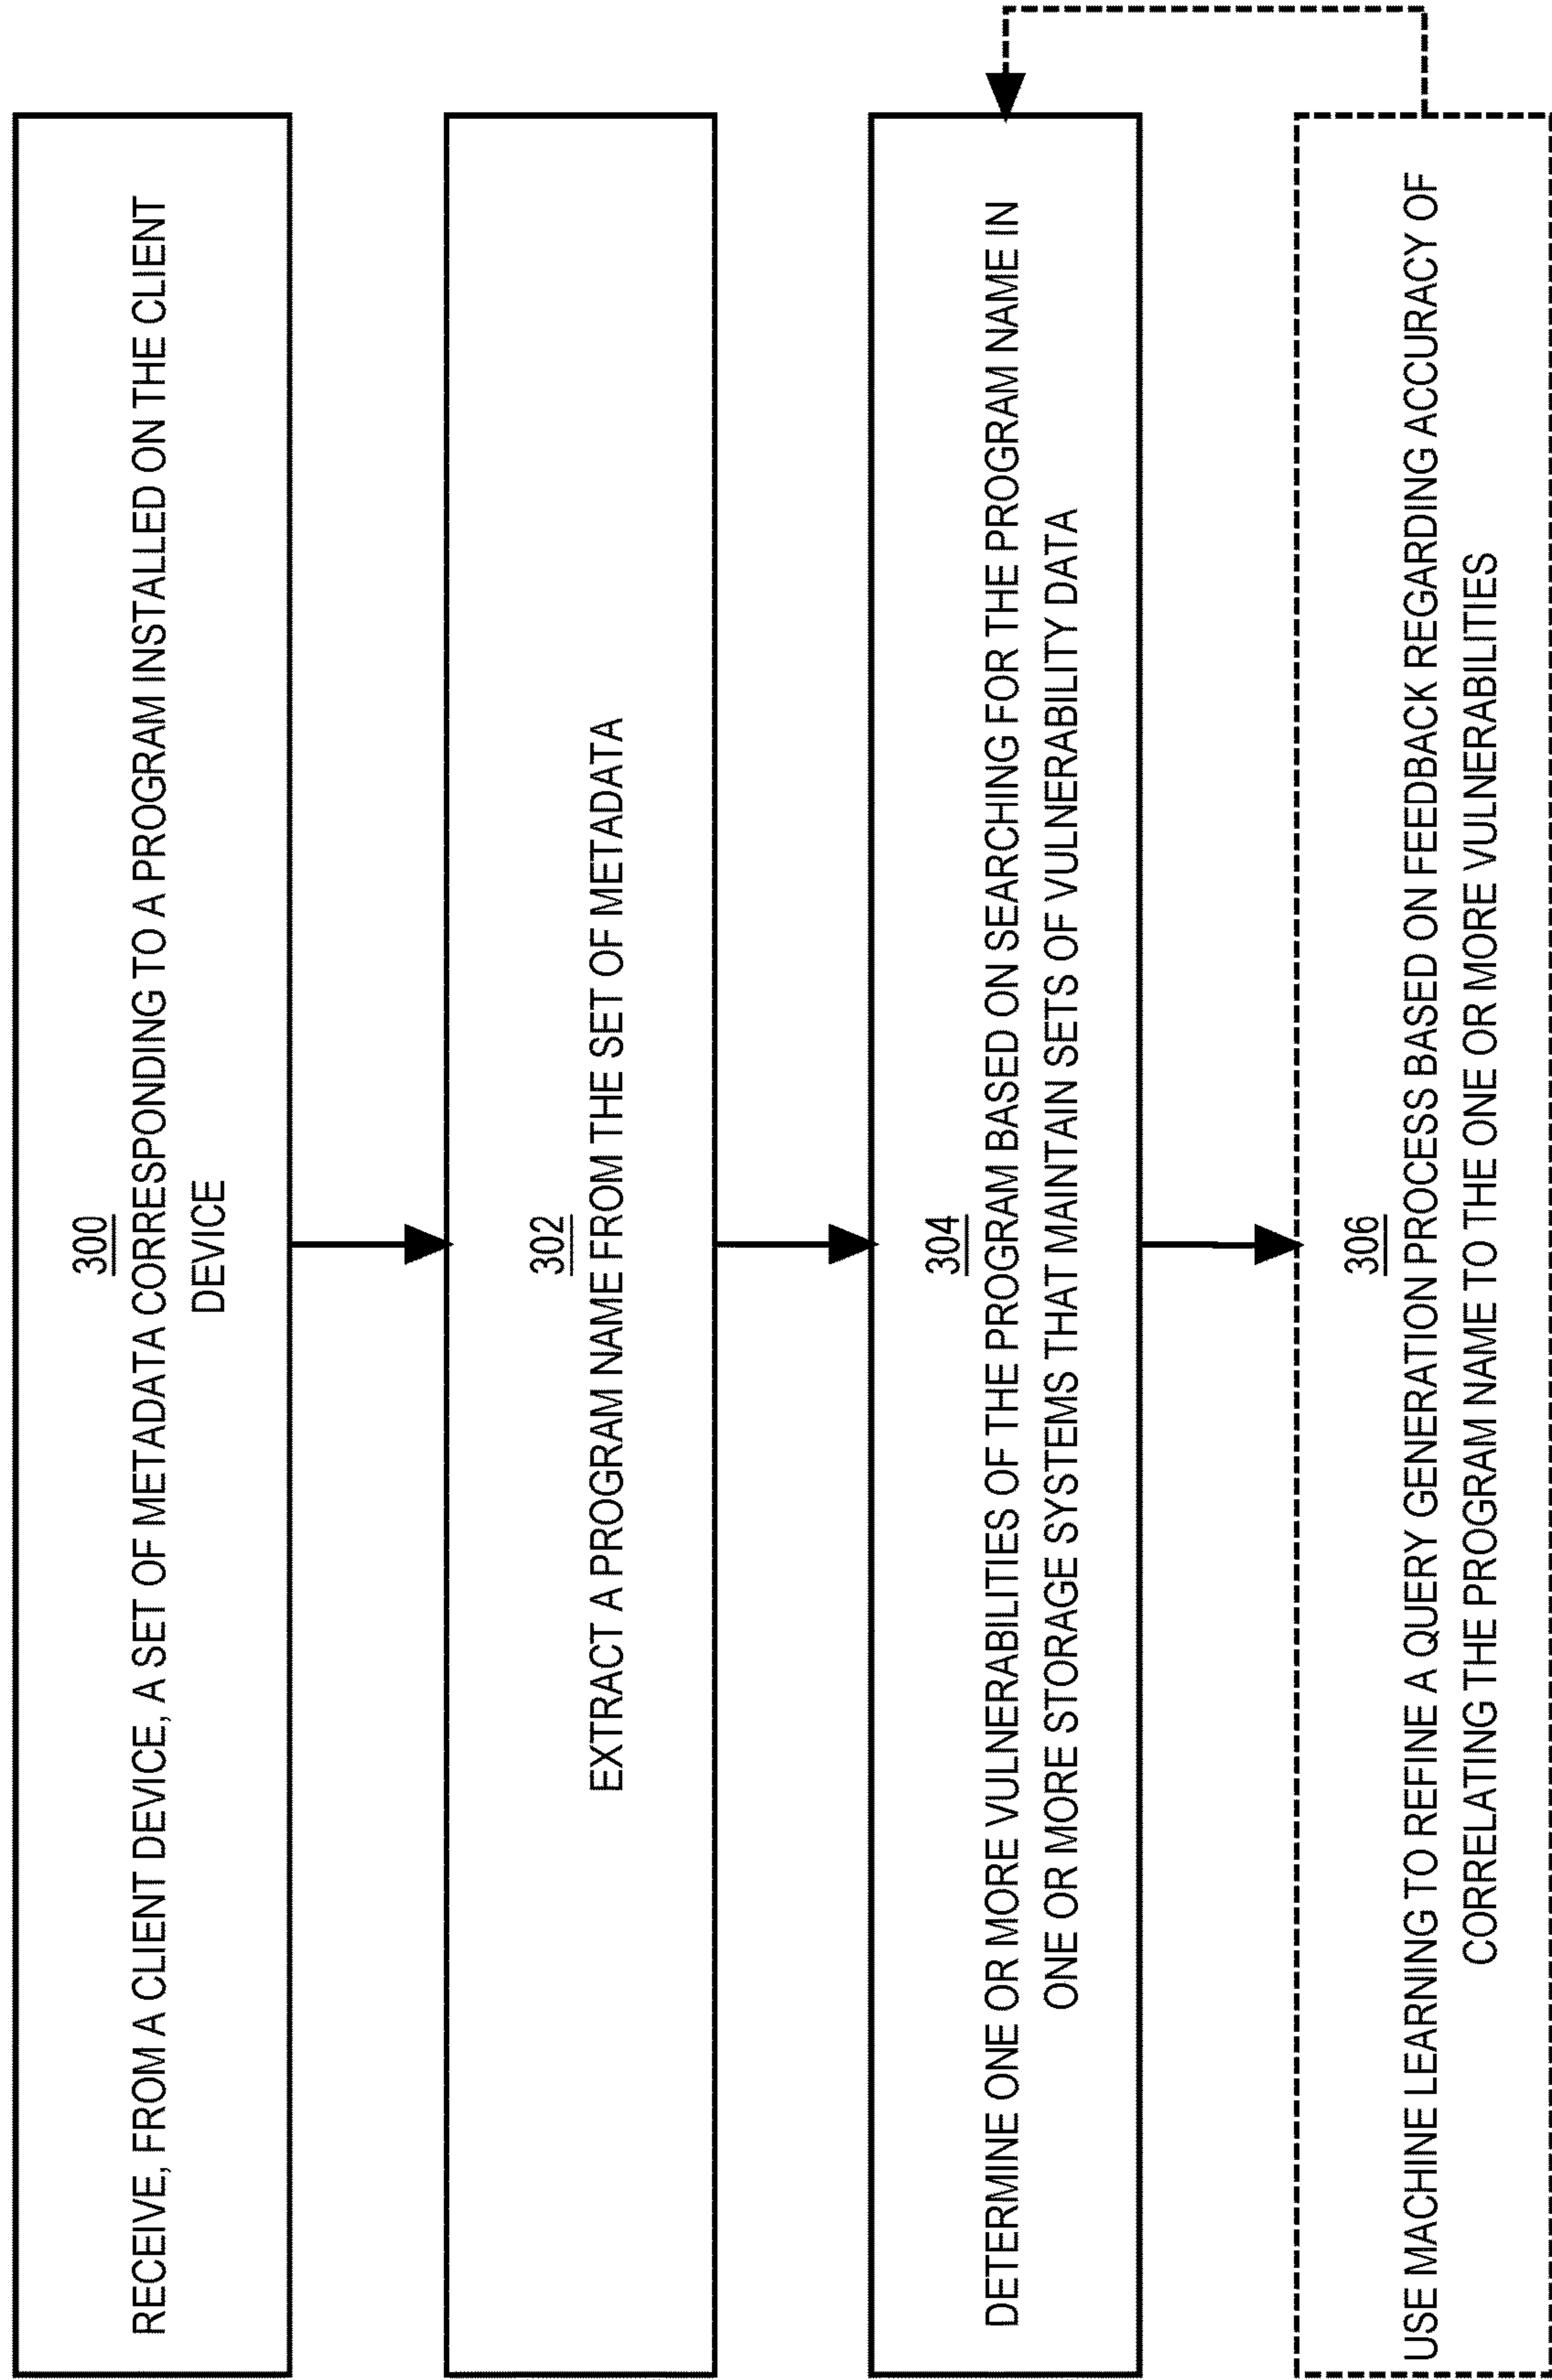 300
RECEIVE, FROM A CLIENT DEVICE, A SET OF METADATA CORRESPONDING TO A PROGRAM INSTALLED ON THE CLIENT
DEVICE
302
EXTRACT A PROGRAM NAME FROM THE SET OF METADATA
304
DETERMINE ONE OR MORE VULNERABILITIES OF THE PROGRAM BASED ON SEARCHING FOR THE PROGRAM NAME IN
ONE OR MORE STORAGE SYSTEMS THAT MAINTAIN SETS OF VULNERABILITY DATA
306
USE MACHINE LEARNING TO REFINE A QUERY GENERATION PROCESS BASED ON FEEDBACK REGARDING ACCURACY OF
CORRELATING THE PROGRAM NAME TO THE ONE OR MORE VULNERABILITIES